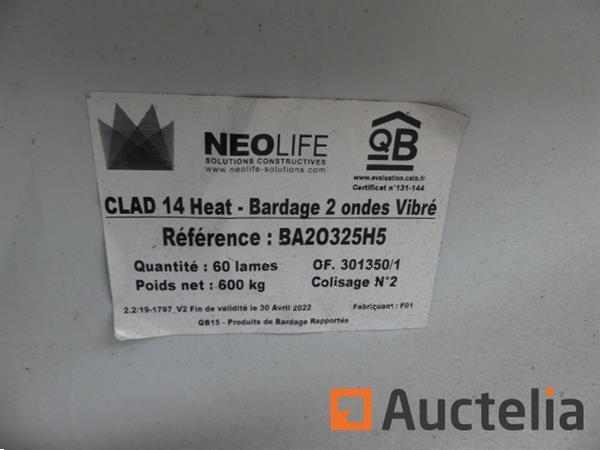 NEOLIFE
SOLUTIONS CONSTRUCTIVES
www.neolife-solutions.com
QB
www.evaluation.cstb.fr
Certificat n°131-144
CLAD 14 Heat - Bardage 2 ondes Vibré
Référence : BA2O325H5
Quantité : 60 lames
OF. 301350/1
Poids net : 600 kg
Colisage N°2
2.2/19-1797_V2 Fin de validité le 30 Avril 2022
Fabriquant : F01
QB15 - Produits de Bardage Rapportés
Auctelia